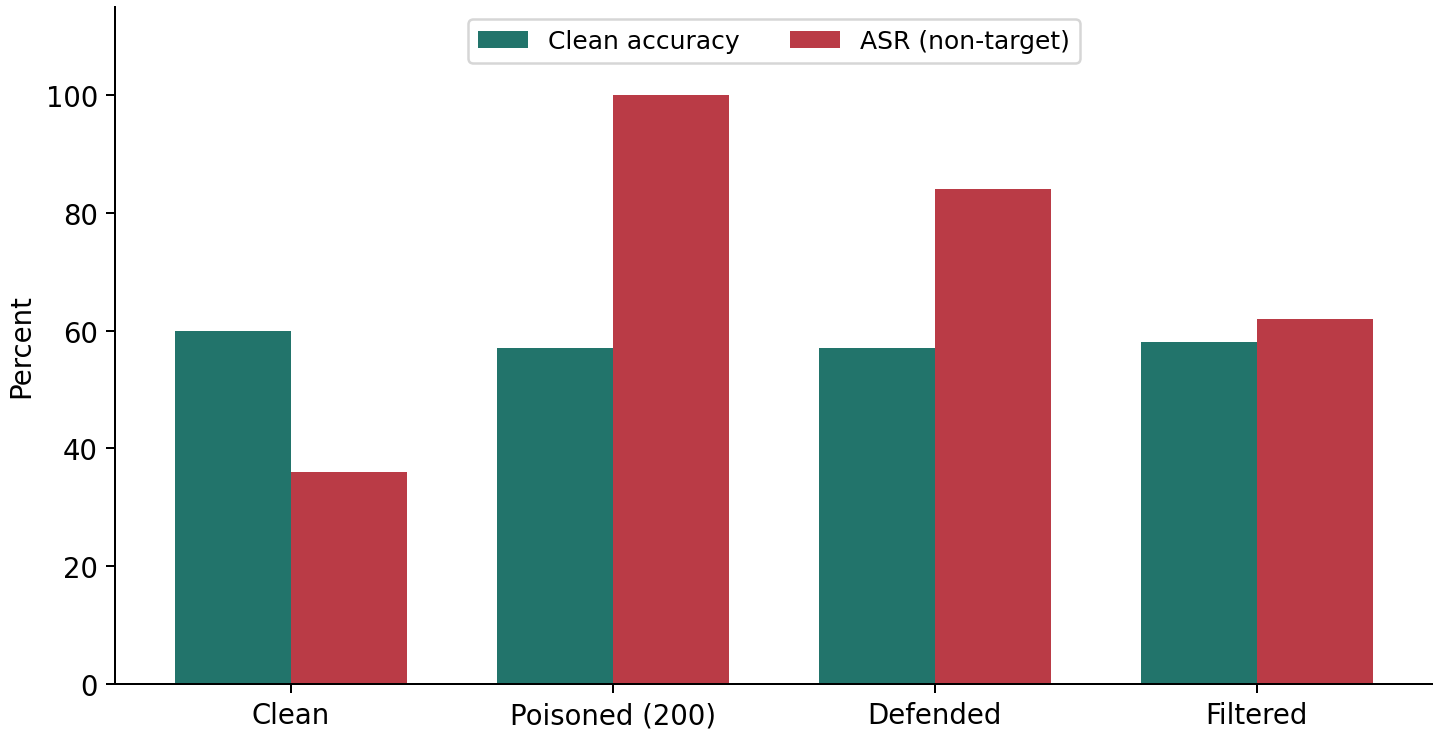 Clean accuracy ASR (non-target)
100
80
60
40
20
0
Percent
Clean Poisoned (200) Defended Filtered